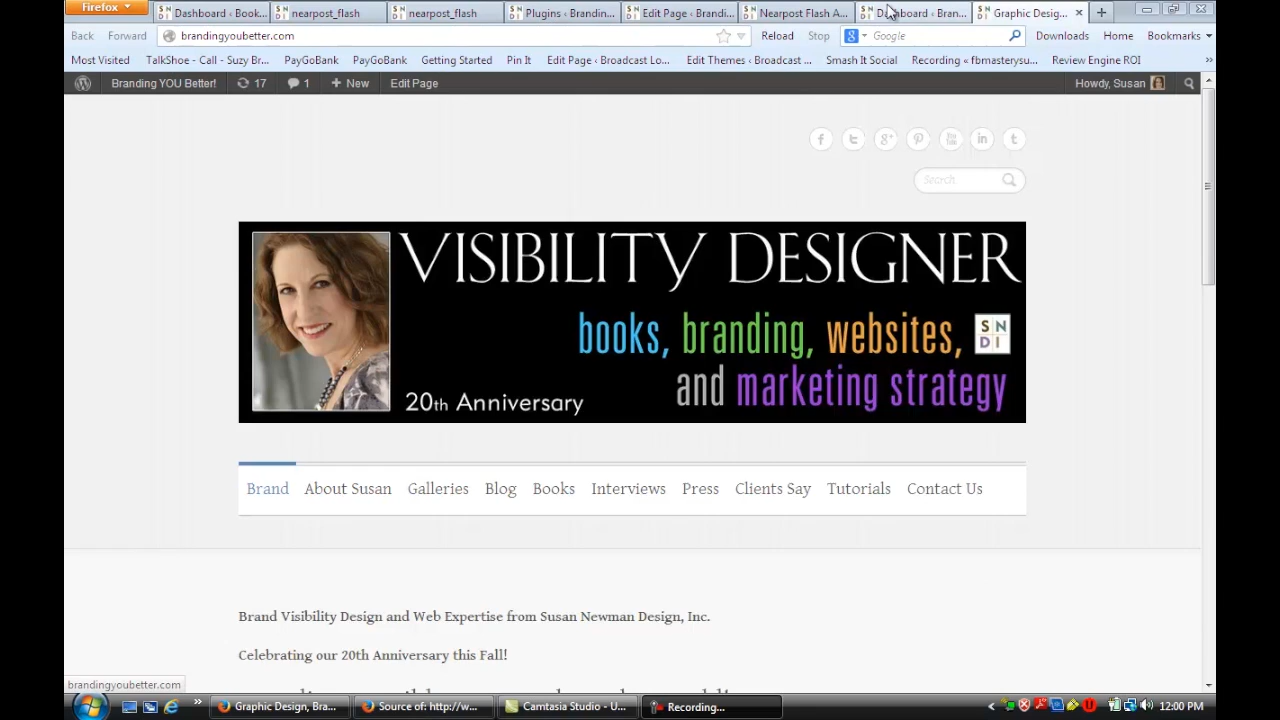 Firefox
Dashboard ‹ Book...
nearpost_flash
nearpost_flash
Plugins ‹ Brandin...
Edit Page ‹ Brandi...
Nearpost Flash A...
Dashboard ‹ Bran...
Graphic Desig...
Back
Forward
brandingyoubetter.com
Reload
Stop
Google
Downloads
Home
Bookmarks
Most Visited
TalkShoe - Call - Suzy Br...
PayGoBank
PayGoBank
Getting Started
Pin It
Edit Page ‹ Broadcast Lo...
Edit Themes ‹ Broadcast ...
Smash It Social
Recording « fbmasterysu...
Review Engine ROI
Branding YOU Better!
17
1
New
Edit Page
Howdy, Susan
Search
VISIBILITY DESIGNER
books, branding, websites,
S N
D I
and marketing strategy
20th Anniversary
Brand
About Susan
Galleries
Blog
Books
Interviews
Press
Clients Say
Tutorials
Contact Us
Brand Visibility Design and Web Expertise from Susan Newman Design, Inc.
Celebrating our 20th Anniversary this Fall!
brandingyoubetter.com
Graphic Design, Bra...
Source of: http://w...
Camtasia Studio - U...
Recording...
12:00 PM